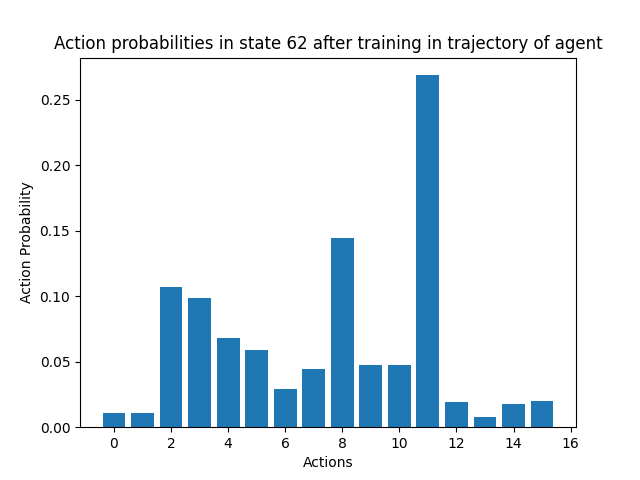 Action probabilities in state 62 after training in trajectory of agent
Action Probability
0.25
0.20
0.15
0.10
0.05
0.00
0 2 4 6 8 10 12 14 16
Actions